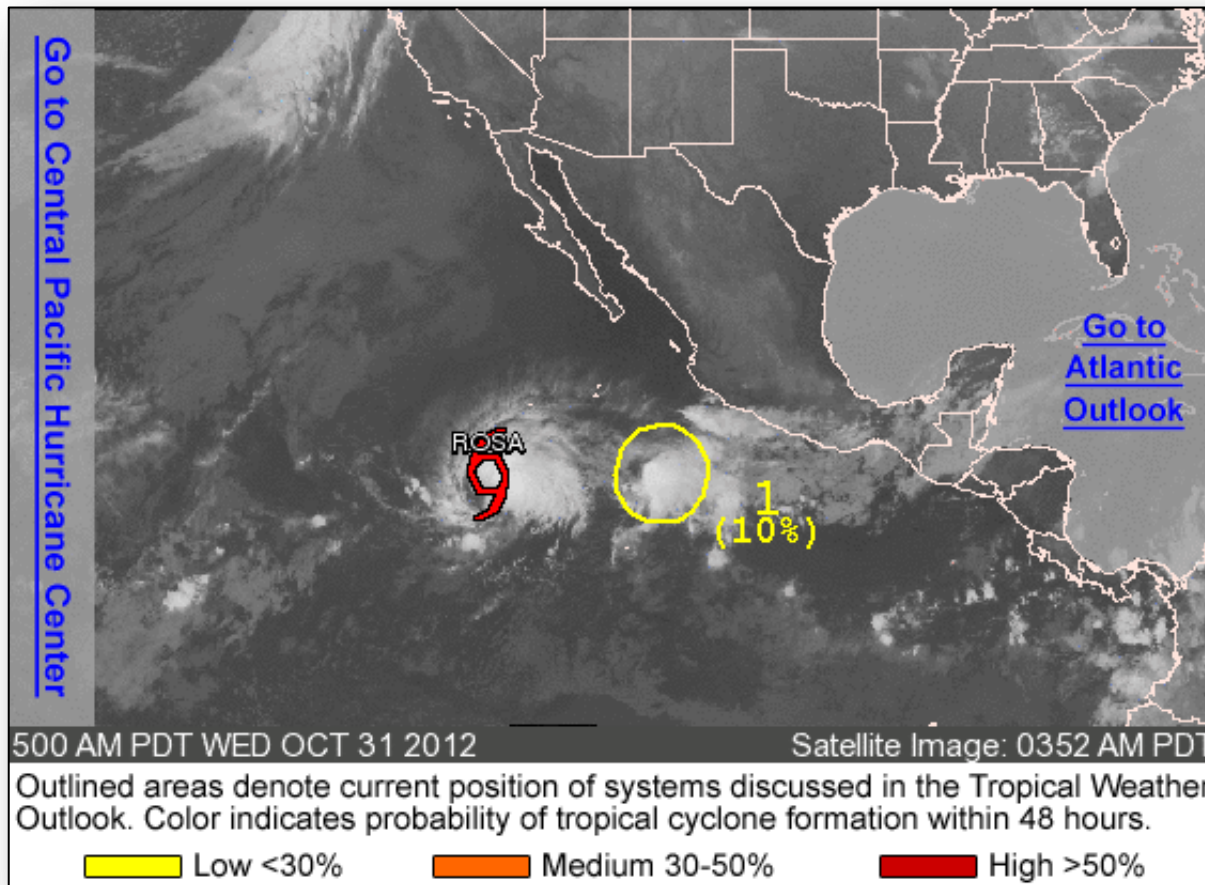 Go to Central Pacific Hurricane Center
Go to
Atlantic
Outlook
ROSA
1
(10%)
500 AM PDT WED OCT 31 2012
Satellite Image: 0352 AM PDT
Outlined areas denote current position of systems discussed in the Tropical Weather
Outlook. Color indicates probability of tropical cyclone formation within 48 hours.
Low <30%
Medium 30-50%
High >50%